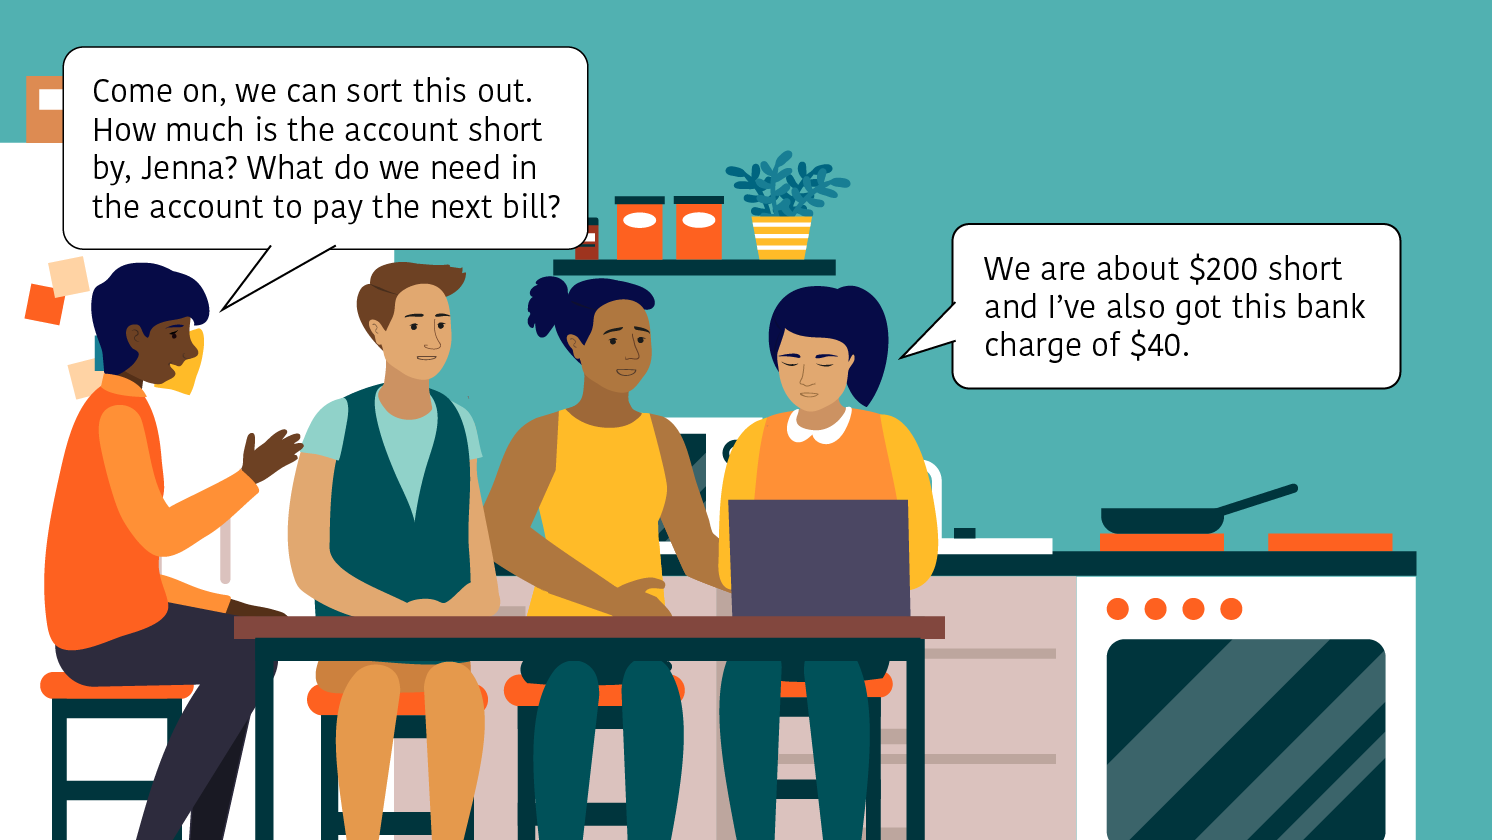 Come on, we can sort this out.
How much is the account short
by, Jenna? What do we need in
the account to pay the next bill?
We are about $200 short
and I’ve also got this bank
charge of $40.